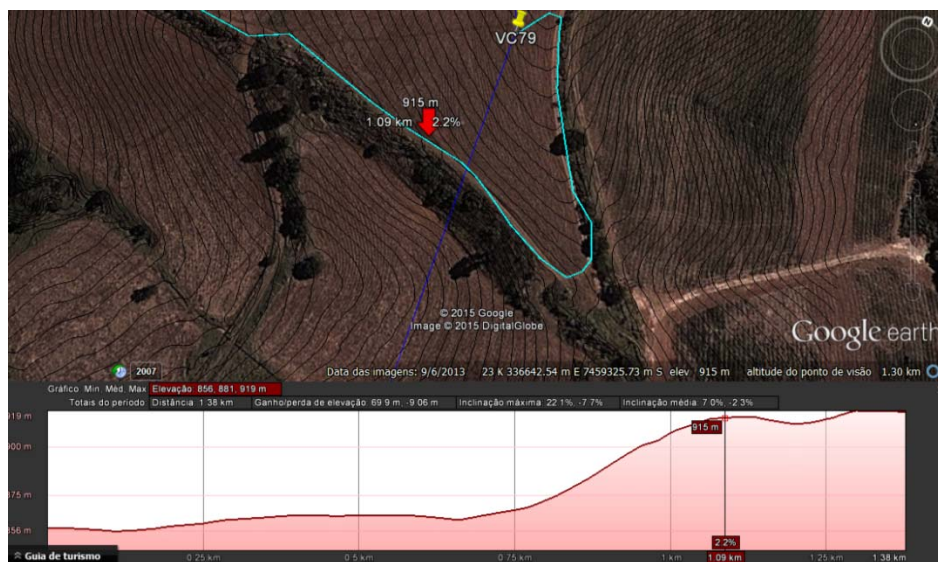 VC79
915 m
1.09 km 2.2%
© 2015 Google
Image © 2015 DigitalGlobe
Google earth
2007
Data das imagens: 9/6/2013 23 K 336642.54 m E 7459325.73 m S elev 915 m altitude do ponto de visão 1.30 km
Gráfico: Mín, Méd, Máx Elevação: 856, 881, 919 m
Totais do período: Distância: 1.38 km Ganho/perda de elevação: 69.9 m, -9.06 m Inclinação máxima: 22.1%, -7.7% Inclinação média: 7.0%, -2.3%
919 m
915 m
900 m
875 m
856 m
2.2%
Guia de turismo 0.25 km 0.5 km 0.75 km 1 km 1.09 km 1.25 km 1.38 km